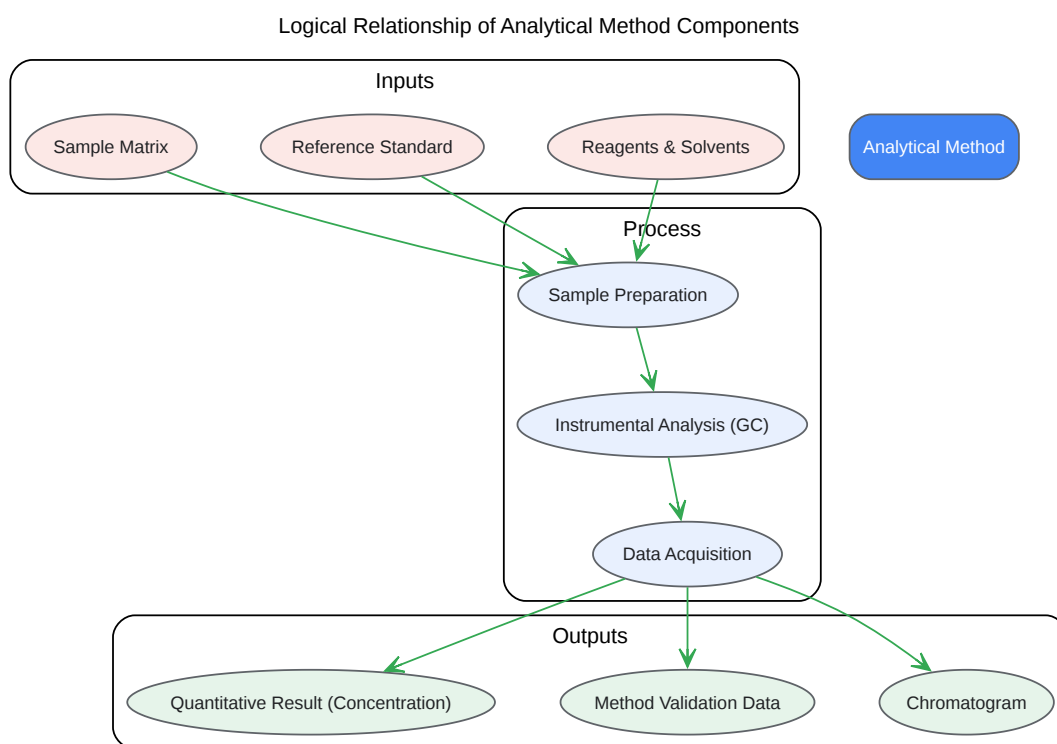 Logical Relationship of Analytical Method Components
Inputs
Sample Matrix
Reference Standard
Reagents & Solvents
Analytical Method
Process
Sample Preparation
Instrumental Analysis (GC)
Data Acquisition
Outputs
Quantitative Result (Concentration)
Method Validation Data
Chromatogram